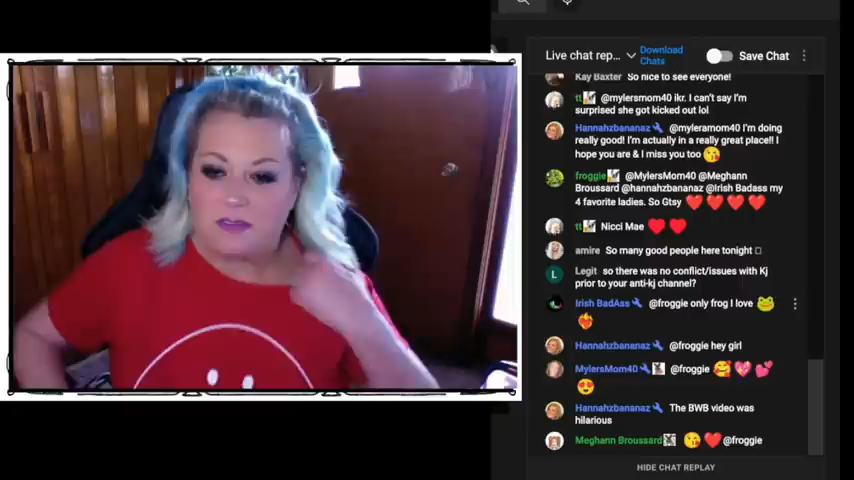 Live chat rep...
Download
Chats
Save Chat
Kay Baxter So nice to see everyone!
@mylersmom40 ikr. I can't say I'm
surprised she got kicked out lol
Hannahzbananaz @myleramom40 I'm doing
really good! I'm actually in a really great place!! I
hope you are & I miss you too 😘
froggie @MylersMom40 @Meghann
Broussard @hannahzbananaz @Irish Badass my
4 favorite ladies. So Gtsy ❤️ ❤️ ❤️ ❤️
tt Nicci Mae ♥️ ♥️
amire So many good people here tonight □
L
Legit so there was no conflict/issues with Kj
prior to your anti-kj channel?
Irish BadAss @froggie only frog I love 🐸
❤️‍🔥
Hannahzbananaz @froggie hey girl
MylersMom40 @froggie 🥰 💖 💕
😍
Hannahzbananaz The BWB video was
hilarious
Meghann Broussard 😘 ❤️ @froggie
HIDE CHAT REPLAY